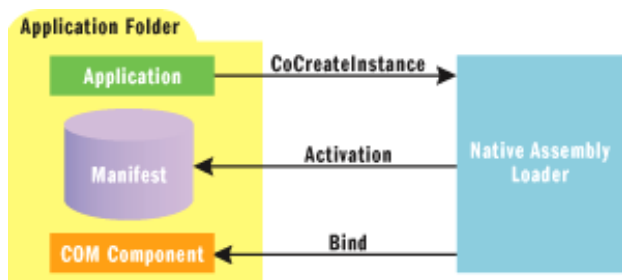 Application Folder
Application
CoCreateInstance
Manifest
Activation
Native Assembly
Loader
COM Component
Bind